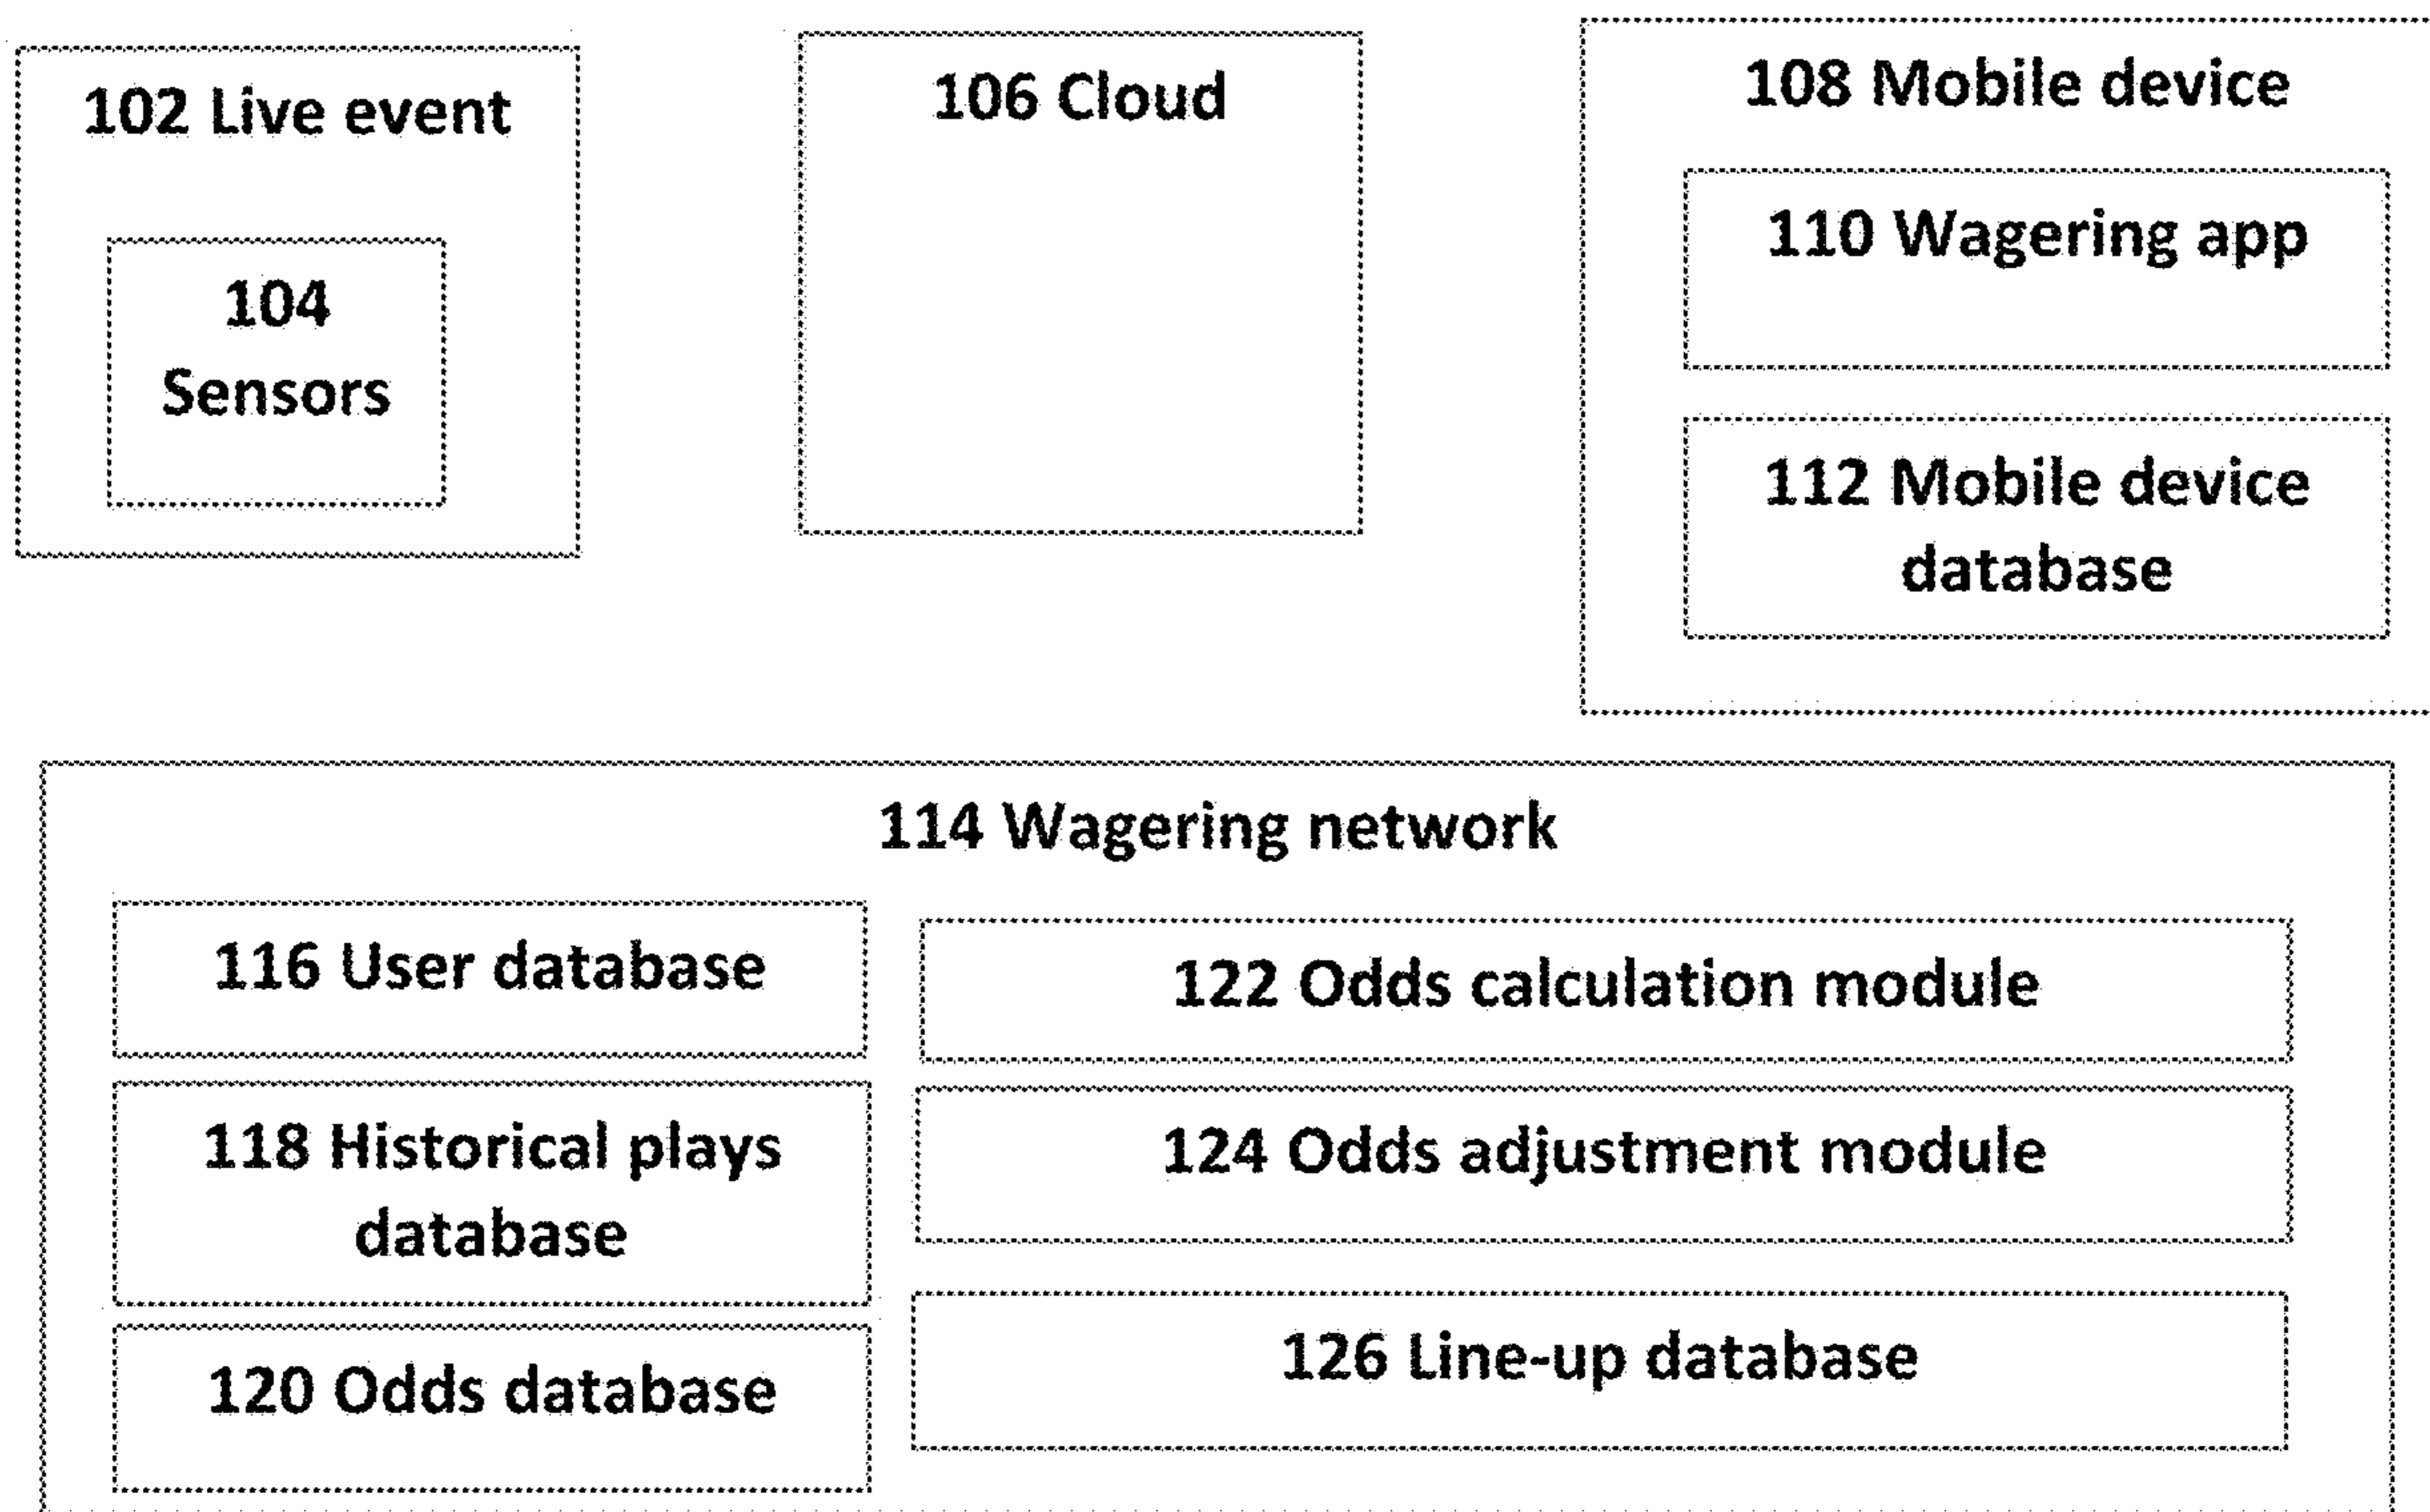 102 Live event
104
Sensors
106 Cloud
108 Mobile device
110 Wagering app
112 Mobile device
database
114 Wagering network
116 User database
118 Historical plays
database
120 Odds database
122 Odds calculation module
124 Odds adjustment module
126 Line-up database